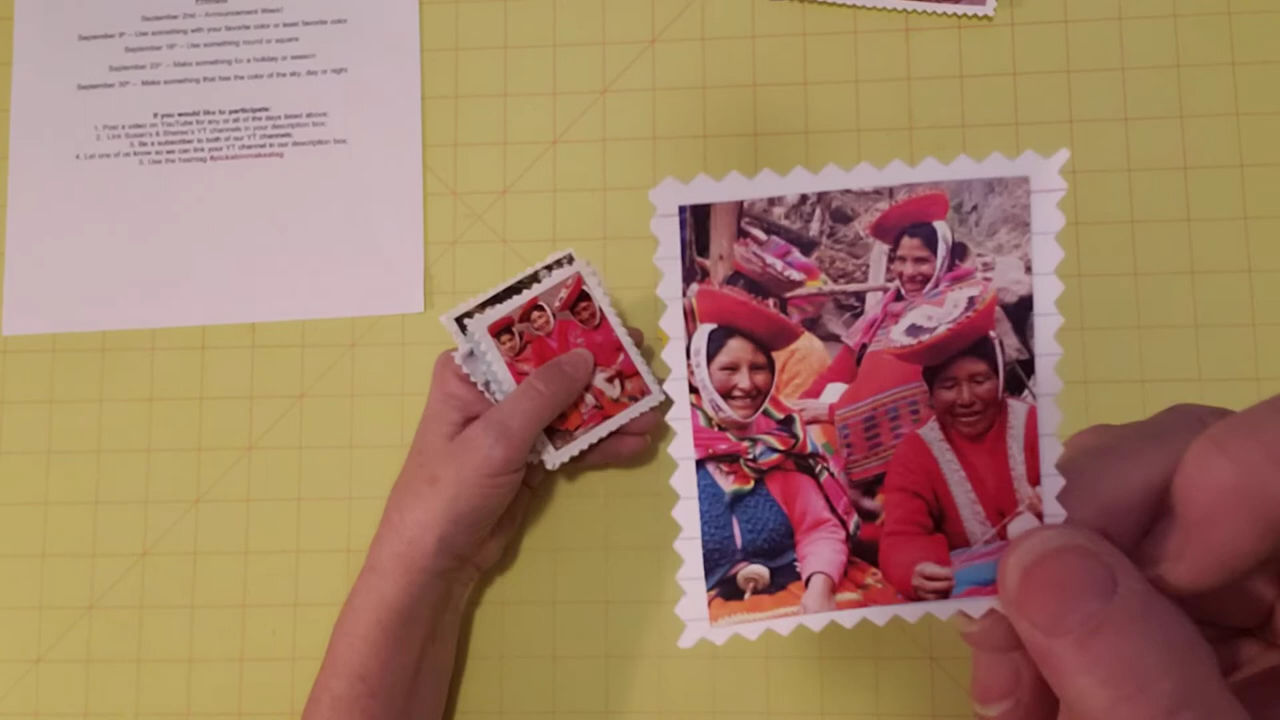 September 2nd – Announcement Week!
September 9th – Use something with your favorite color or least favorite color
September 16th – Use something round or square
September 23rd – Make something for a holiday or season
September 30th – Make something that has the color of the sky, day or night
If you would like to participate:
1. Post a video on YouTube for any or all of the days listed above;
2. Link Susan's & Sheree's YT channels in your description box;
3. Be a subscriber to both of our YT channels;
4. Let one of us know so we can link your YT channel in our description box;
5. Use the hashtag